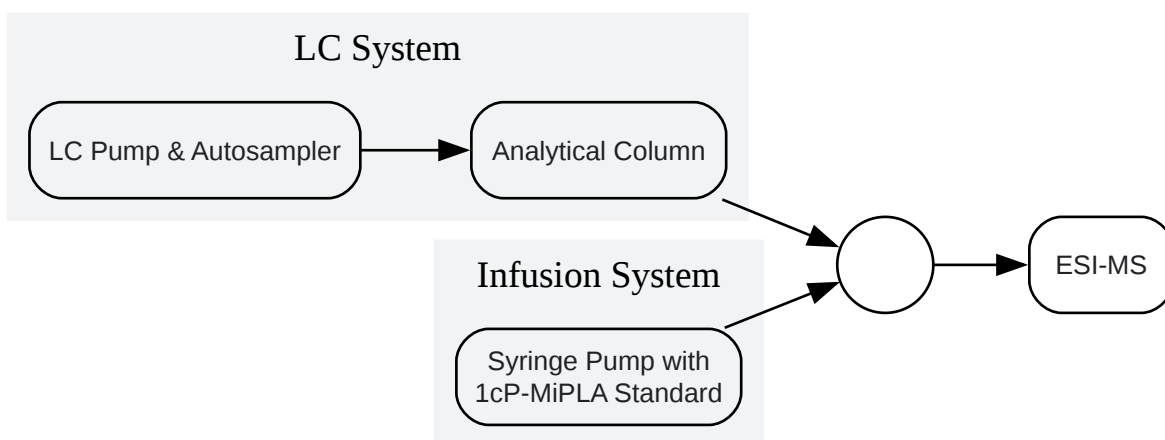 LC System
LC Pump & Autosampler
Analytical Column
Infusion System
Syringe Pump with
1cP-MiPLA Standard
ESI-MS